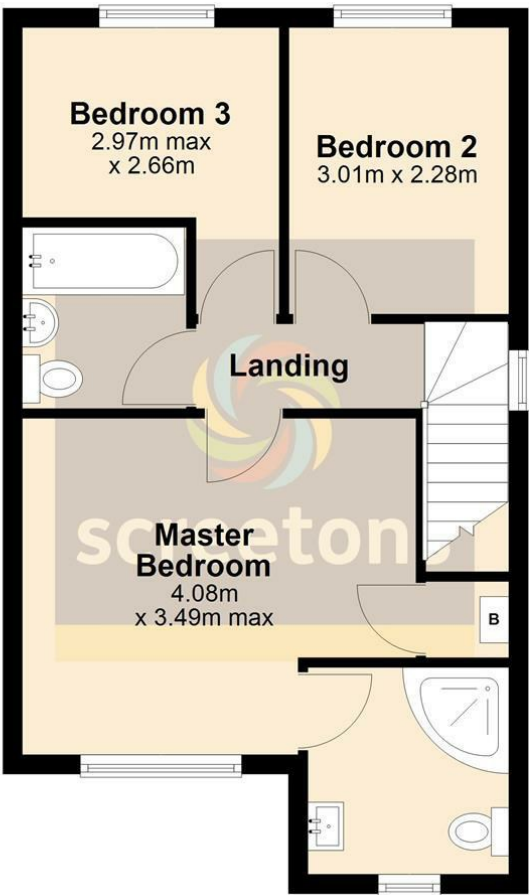 Bedroom 3
2.97m max
x 2.66m
Bedroom 2
3.01m x 2.28m
Landing
screetons
Master
Bedroom
4.08m
x 3.49m max
B